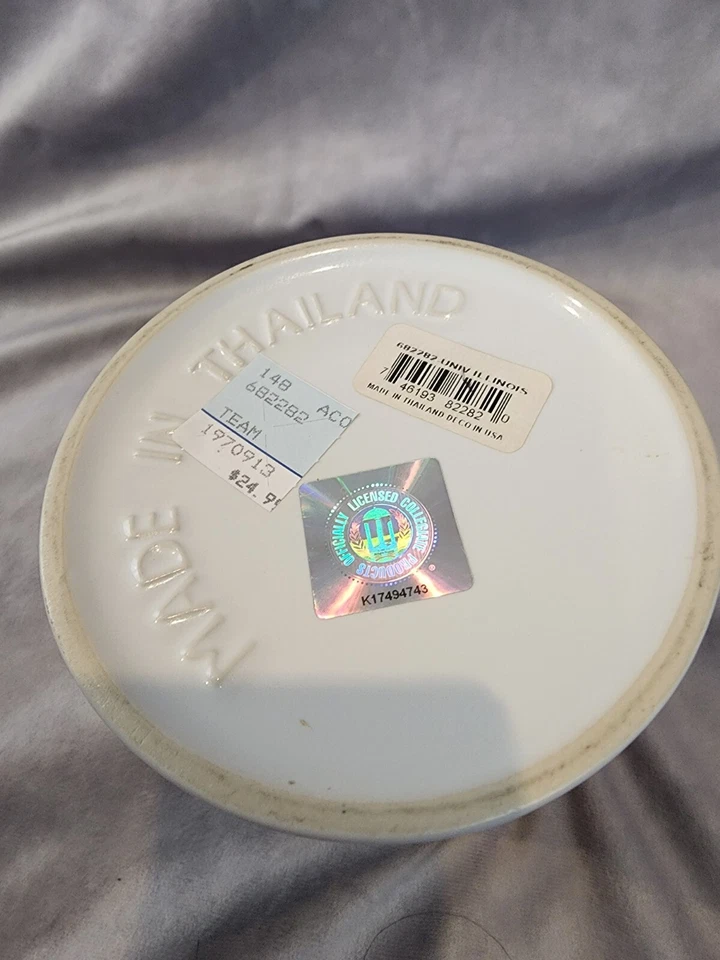 MADE IN THAILAND
682282 UNIV ILLINOIS
7 46193 82282 0
MADE IN THAILAND DECO IN USA
148 ACO
682282
TEAM
1970913
$24.99
OFFICIALLY LICENSED COLLEGIATE PRODUCTS
®
K17494743